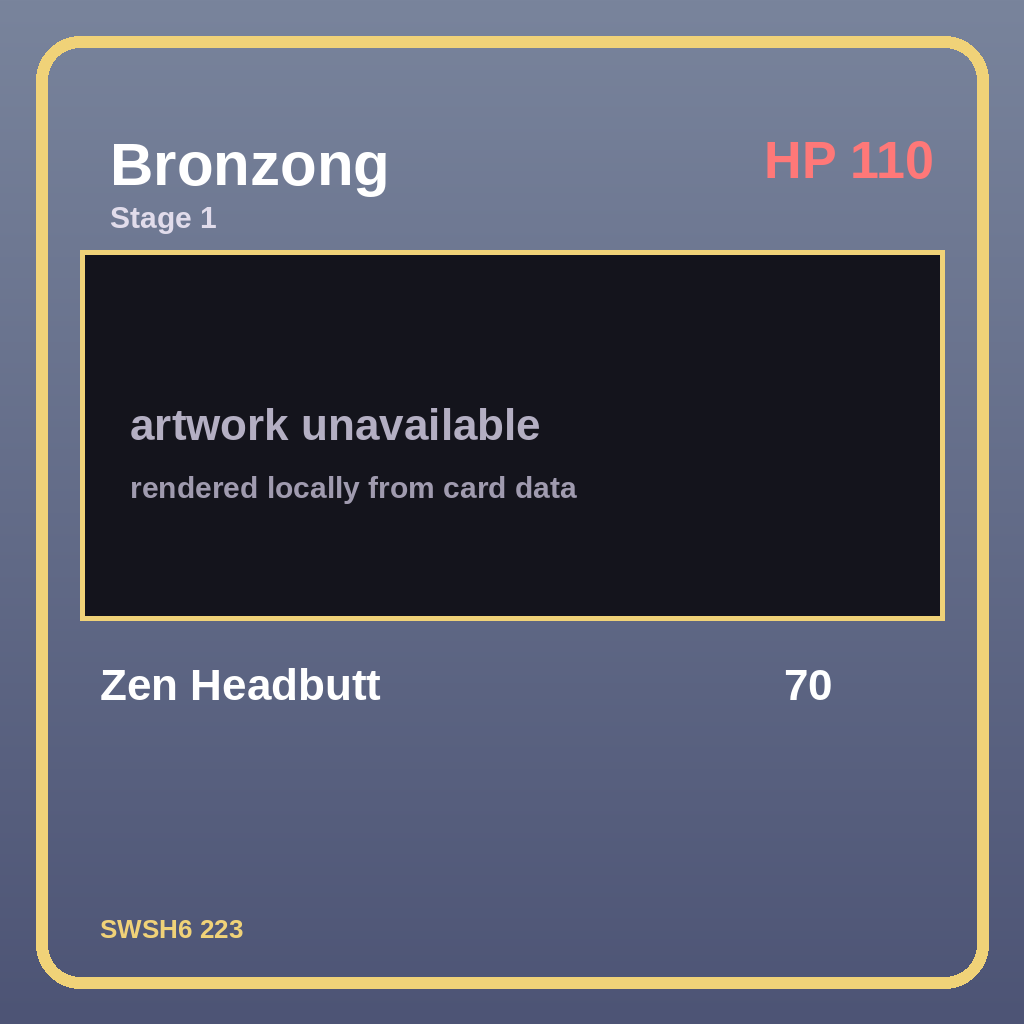 Bronzong
HP 110
Stage 1
artwork unavailable
rendered locally from card data
Zen Headbutt 70
SWSH6 223